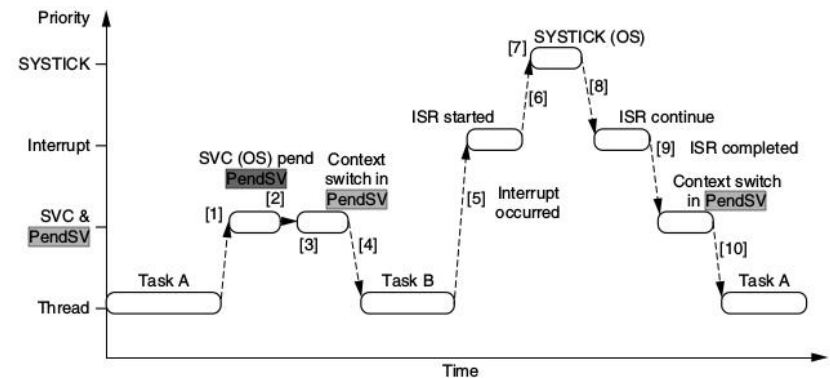 Priority
SYSTICK
Interrupt
SVC &
PendSV
Thread
Task A
[1]
SVC (OS) pend
PendSV
[2]
[3]
Context
switch in
PendSV
[4]
Task B
[5]
Interrupt
occurred
ISR started
[6]
[7]
SYSTICK (OS)
[8]
ISR continue
[9]
ISR completed
Context switch
in PendSV
[10]
Task A
Time